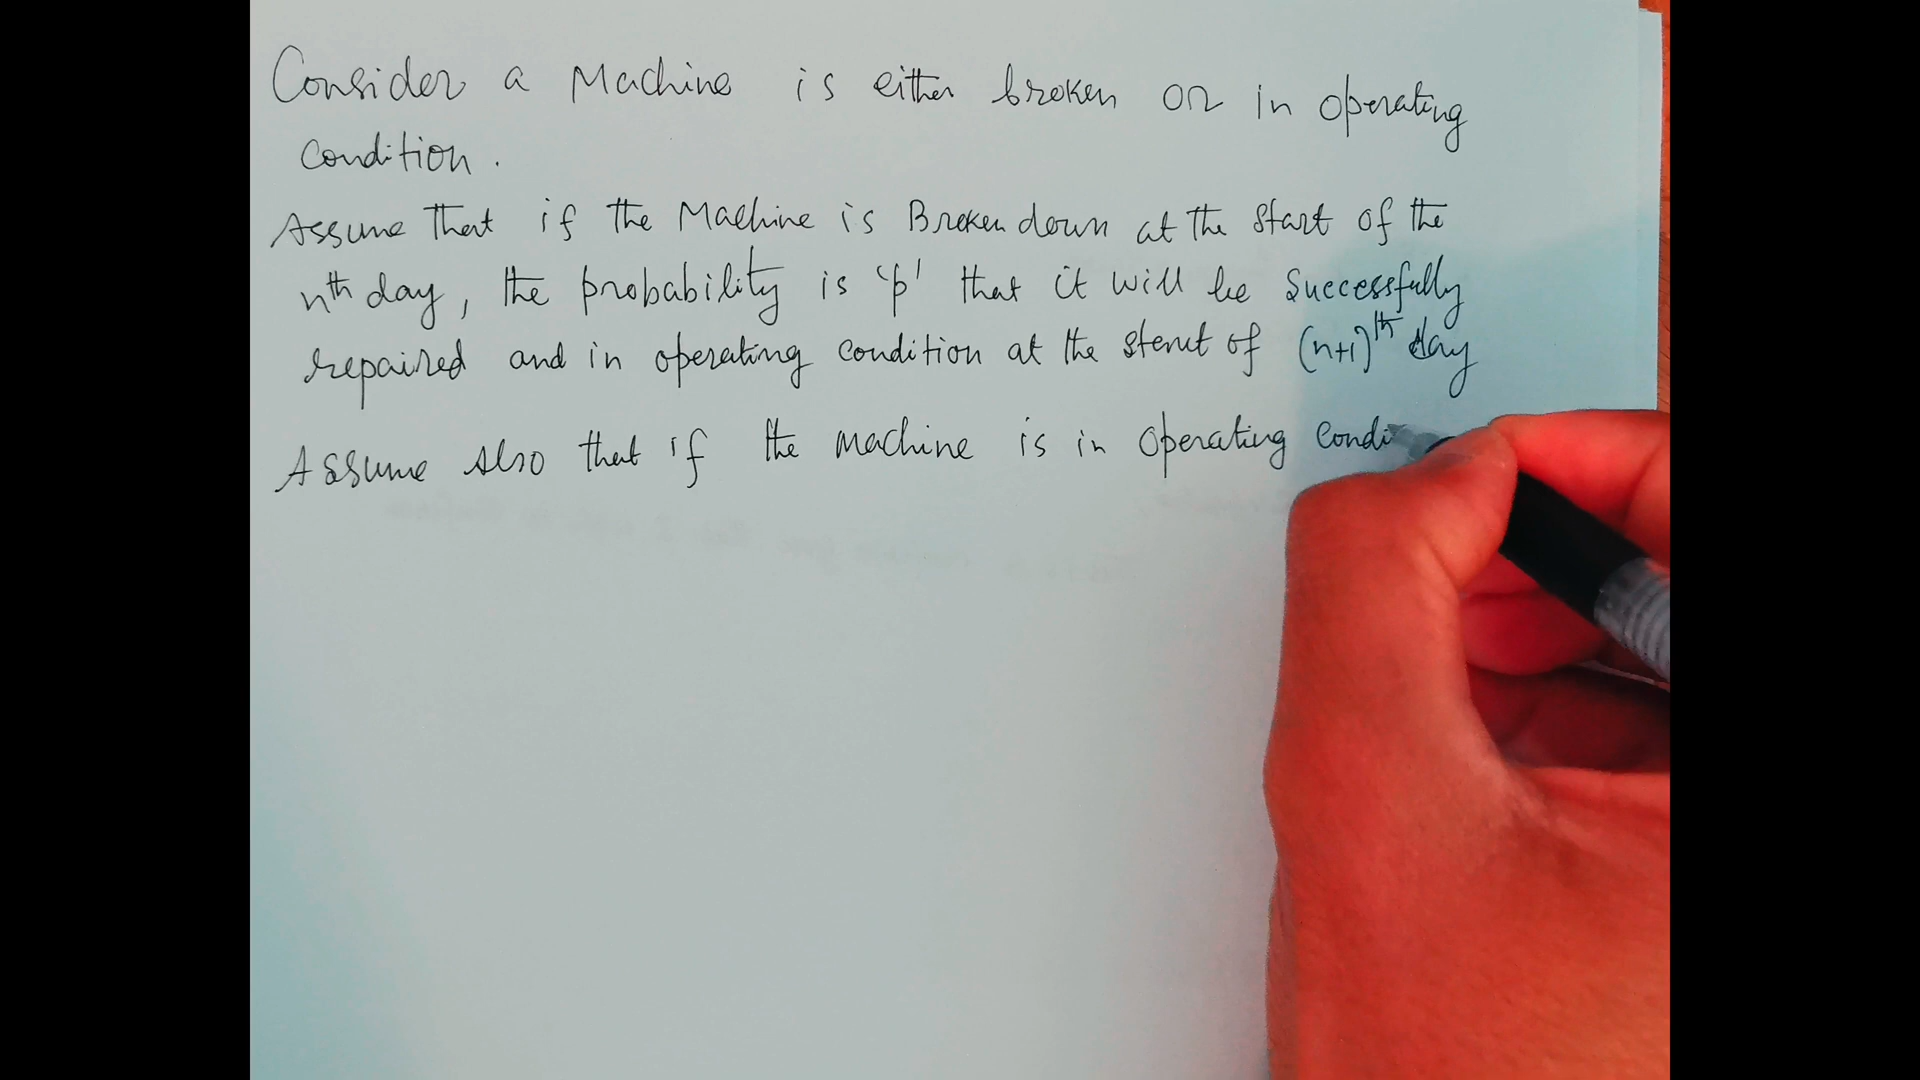 Consider a Machine is either broken or in operating
condition.
Assume that if the Machine is Broken down at the start of the
nth day, the probability is 'p' that it will be successfully
repaired and in operating condition at the start of (n+1)th day
Assume Also that if the machine is in operating condi